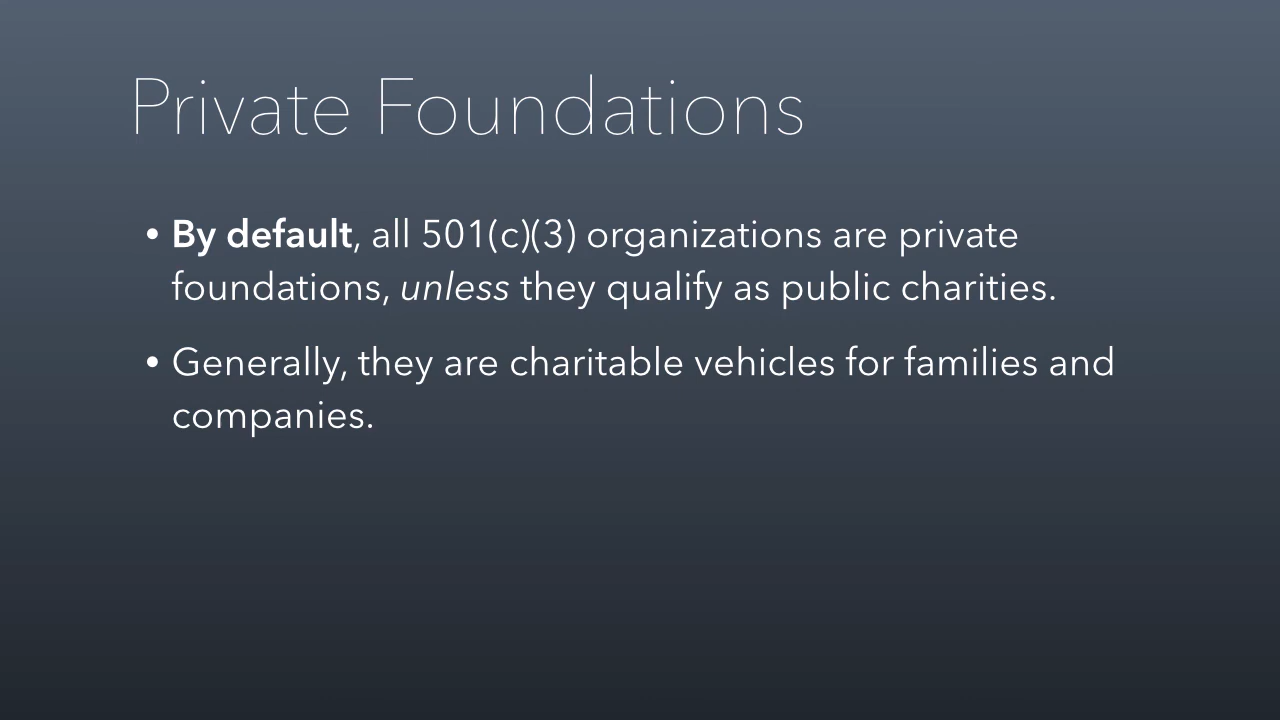 Private Foundations
• By default, all 501(c)(3) organizations are private
foundations, unless they qualify as public charities.
• Generally, they are charitable vehicles for families and
companies.